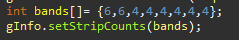 int bands[]= {6,6,4,4,4,4,4,4};
gInfo.setStripCounts(bands);